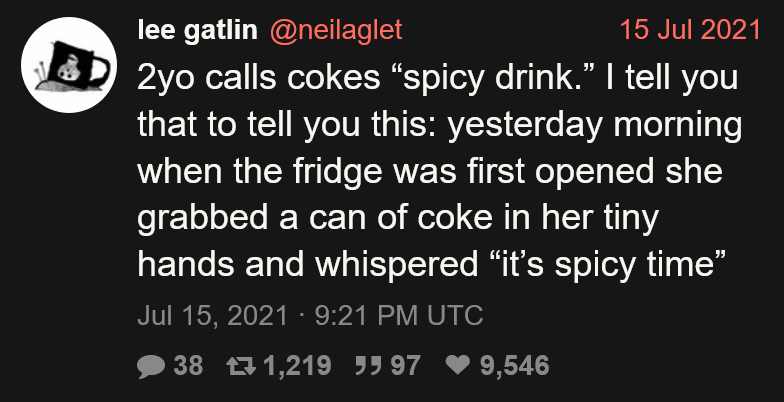 lee gatlin @neilaglet 15 Jul 2021
2yo calls cokes “spicy drink.” I tell you
that to tell you this: yesterday morning
when the fridge was first opened she
grabbed a can of coke in her tiny
hands and whispered “it’s spicy time”
Jul 15, 2021 · 9:21 PM UTC
38 1,219 97 9,546